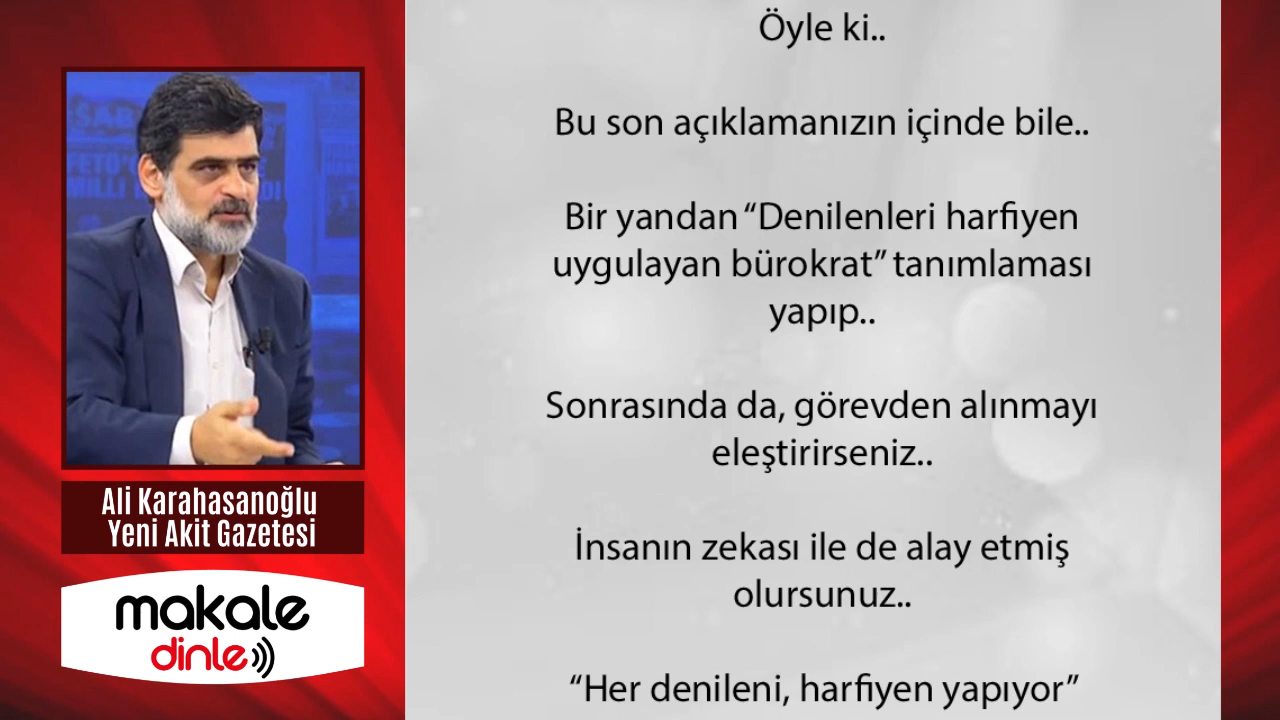 Öyle ki..
Bu son açıklamanızın içinde bile..
Bir yandan “Denilenleri harfiyen
uygulayan bürokrat” tanımlaması
yapıp..
Sonrasında da, görevden alınmayı
eleştirirseniz..
İnsanın zekası ile de alay etmiş
olursunuz..
“Her denileni, harfiyen yapıyor”
Ali Karahasanoğlu
Yeni Akit Gazetesi
makale
dinle